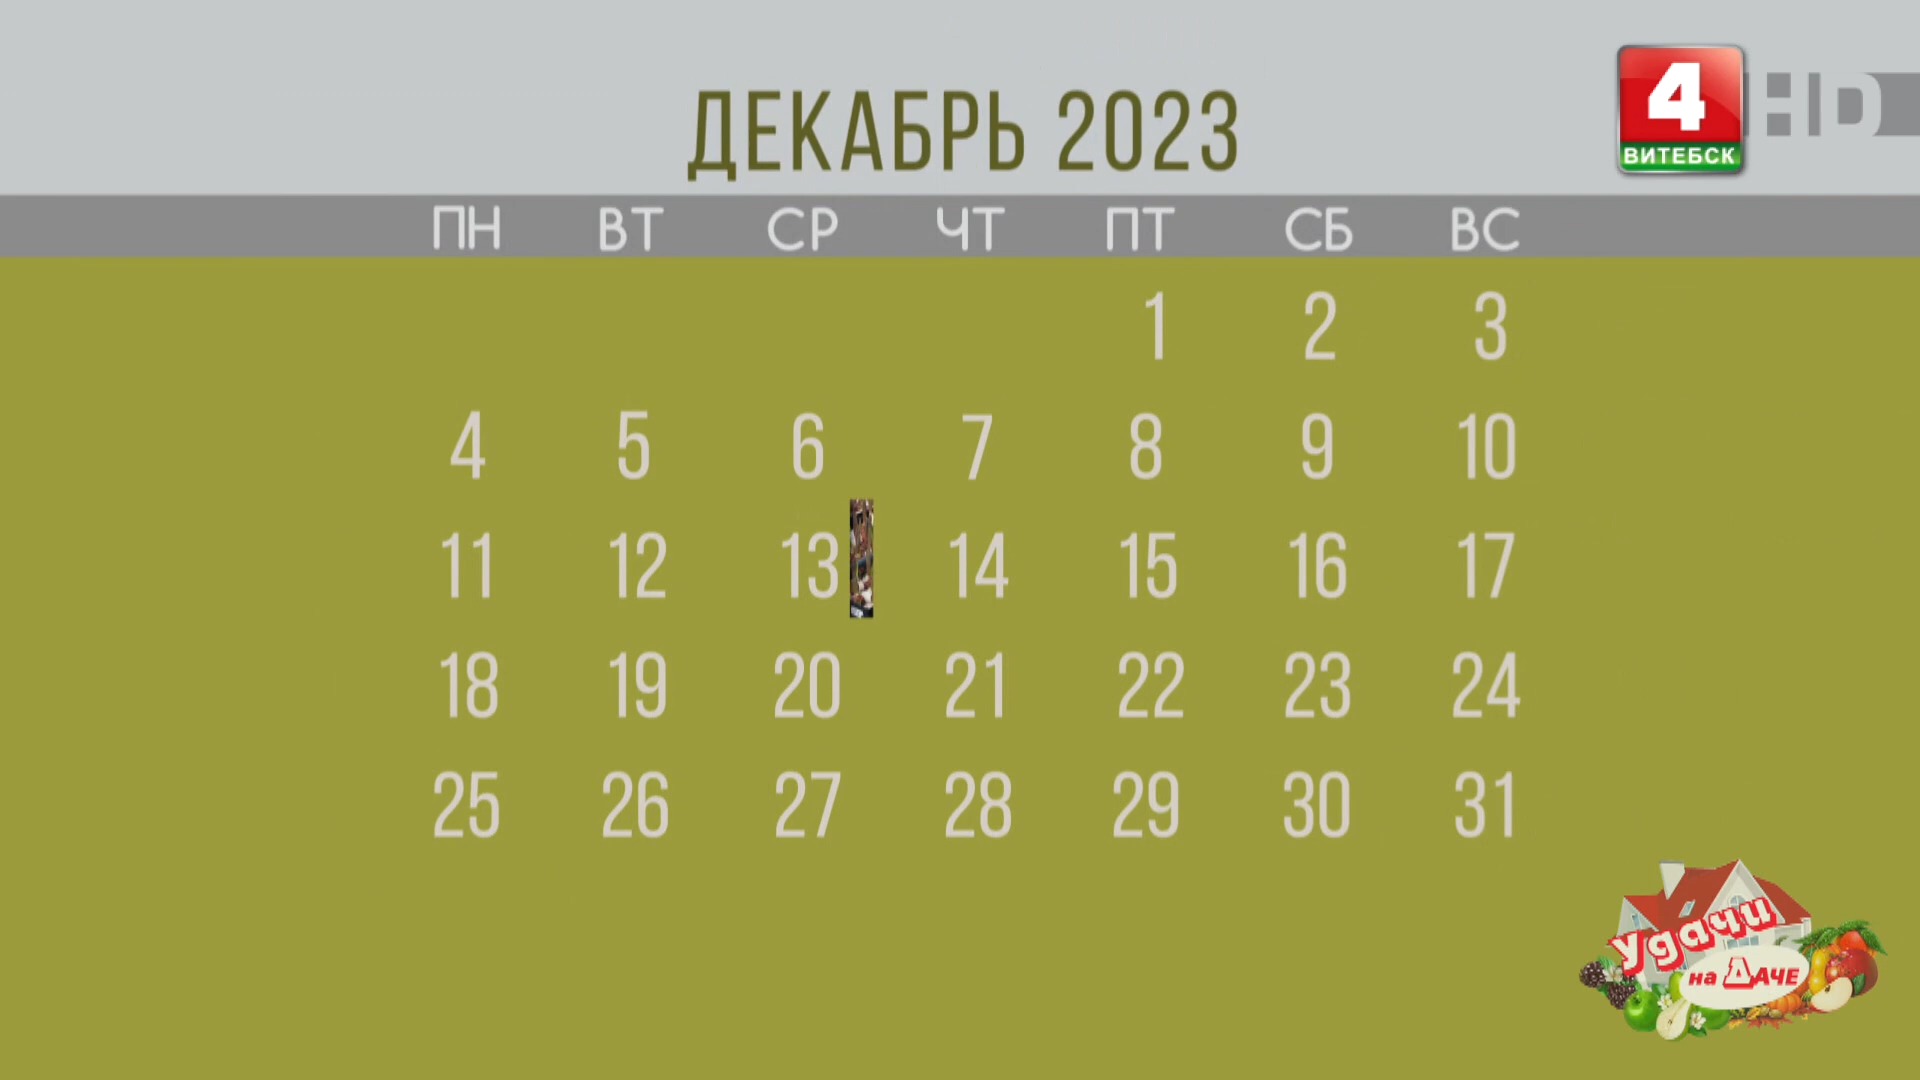 ДЕКАБРЬ 2023
4 HD
ВИТЕБСК
ПН ВТ СР ЧТ ПТ СБ ВС
1 2 3
4 5 6 7 8 9 10
11 12 13 14 15 16 17
18 19 20 21 22 23 24
25 26 27 28 29 30 31
Удачи
на ДАЧЕ